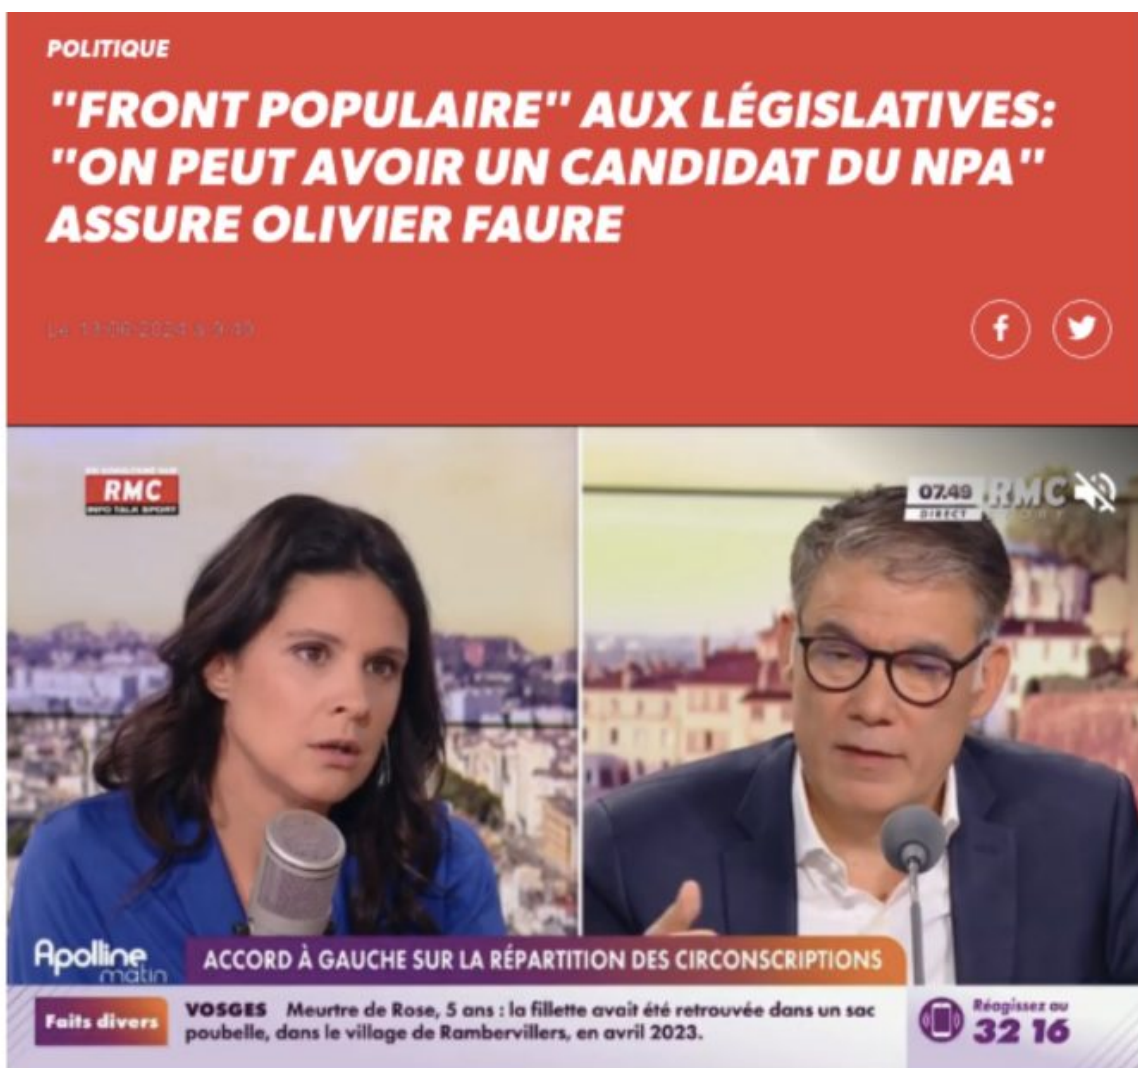 POLITIQUE
"FRONT POPULAIRE" AUX LÉGISLATIVES:
"ON PEUT AVOIR UN CANDIDAT DU NPA"
ASSURE OLIVIER FAURE
f
RMC
INFO TALK SPORT
07.49 RMC
DIRECT
Apolline
matin
ACCORD À GAUCHE SUR LA RÉPARTITION DES CIRCONSCRIPTIONS
Faits divers
VOSGES Meurtre de Rose, 5 ans : la fillette avait été retrouvée dans un sac
poubelle, dans le village de Rambervillers, en avril 2023.
Réagissez au
32 16